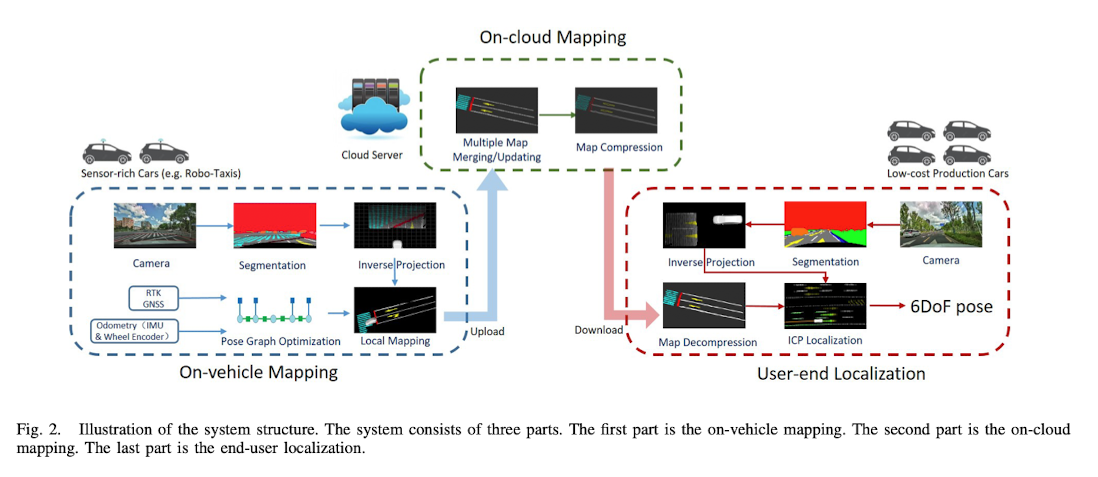 On-cloud Mapping
Cloud Server
Multiple Map
Merging/Updating
Map Compression
Sensor-rich Cars (e.g. Robo-Taxis)
Low-cost Production Cars
Camera
Segmentation
Inverse Projection
RTK
GNSS
Odometry（IMU
& Wheel Encoder）
Pose Graph Optimization
Local Mapping
Upload
On-vehicle Mapping
Inverse Projection
Segmentation
Camera
Download
Map Decompression
ICP Localization
6DoF pose
User-end Localization
Fig. 2. Illustration of the system structure. The system consists of three parts. The first part is the on-vehicle mapping. The second part is the on-cloud
mapping. The last part is the end-user localization.